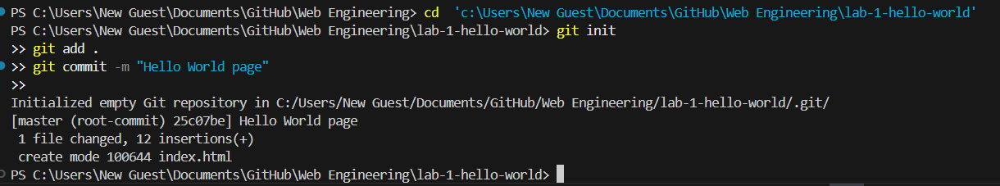 PS C:\Users\New Guest\Documents\GitHub\Web Engineering> cd  'c:\Users\New Guest\Documents\GitHub\Web Engineering\lab-1-hello-world'
PS C:\Users\New Guest\Documents\GitHub\Web Engineering\lab-1-hello-world> git init
>> git add .
>> git commit -m "Hello World page"
>>
Initialized empty Git repository in C:/Users/New Guest/Documents/GitHub/Web Engineering/lab-1-hello-world/.git/
[master (root-commit) 25c07be] Hello World page
 1 file changed, 12 insertions(+)
 create mode 100644 index.html
PS C:\Users\New Guest\Documents\GitHub\Web Engineering\lab-1-hello-world>